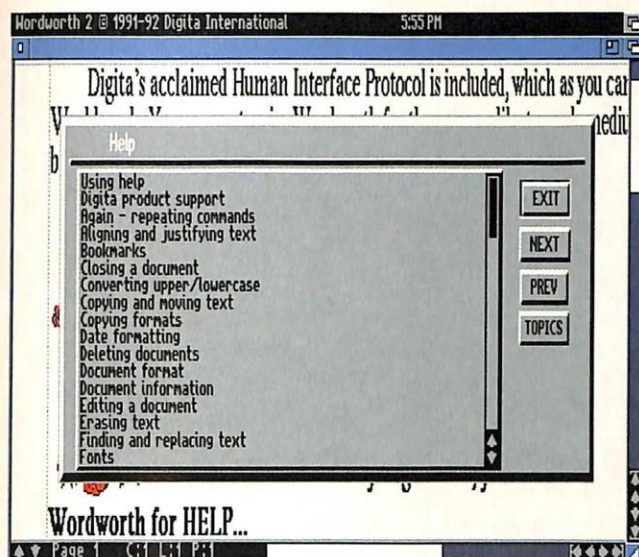 Wordworth 2 © 1991-92 Digita International 5:55 PM
Digita's acclaimed Human Interface Protocol is included, which as you can
Help
Using help
Digita product support
Again - repeating commands
Aligning and justifying text
Bookmarks
Closing a document
Converting upper/lowercase
Copying and moving text
Copying formats
Date formatting
Deleting documents
Document format
Document information
Editing a document
Erasing text
Finding and replacing text
Fonts
EXIT
NEXT
PREV
TOPICS
Wordworth for HELP...
Page 1 C:1 L:1 P:1